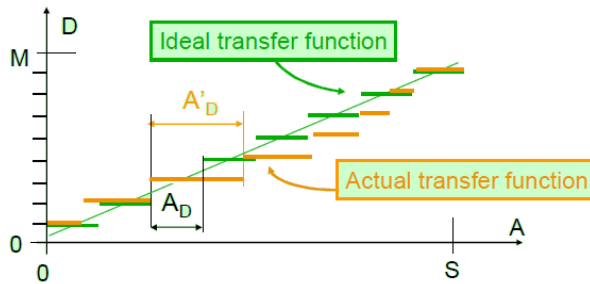 D
Ideal transfer function
M
A'D
Actual transfer function
AD
A
0
0
S